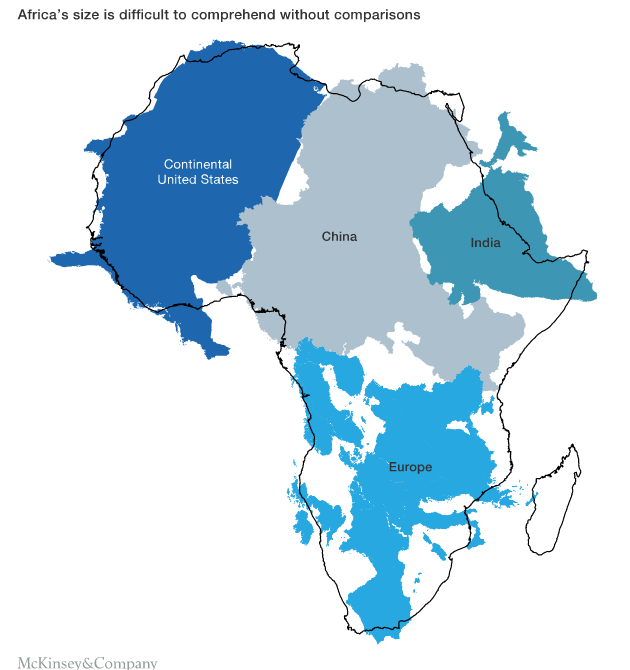 Africa's size is difficult to comprehend without comparisons
Continental
United States
China
India
Europe
McKinsey&Company